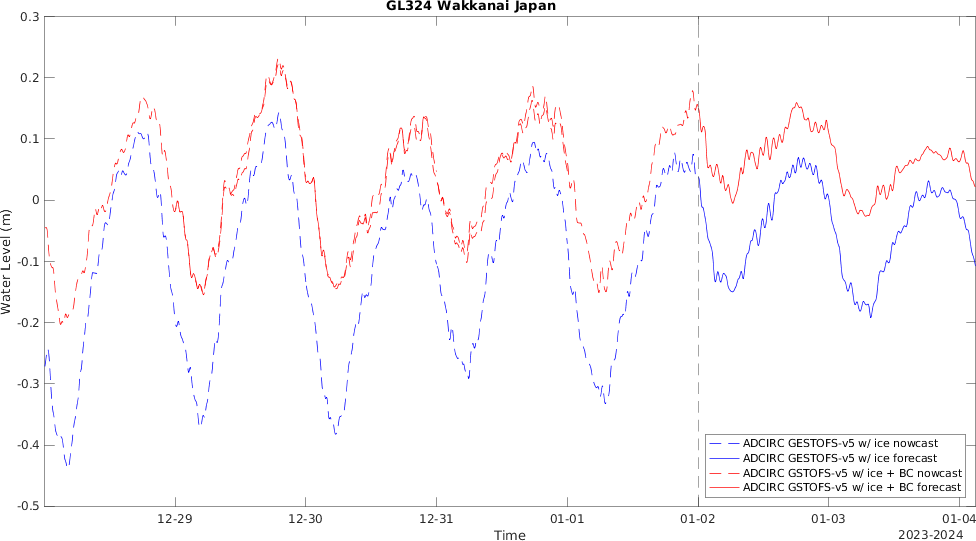 GL324 Wakkanai Japan
0.3
0.2
0.1
0
-0.1
-0.2
-0.3
-0.4
-0.5
Water Level (m)
12-29
12-30
12-31
01-01
01-02
01-03
01-04
Time
2023-2024
ADCIRC GESTOFS-v5 w/ ice nowcast
ADCIRC GESTOFS-v5 w/ ice forecast
ADCIRC GSTOFS-v5 w/ ice + BC nowcast
ADCIRC GSTOFS-v5 w/ ice + BC forecast